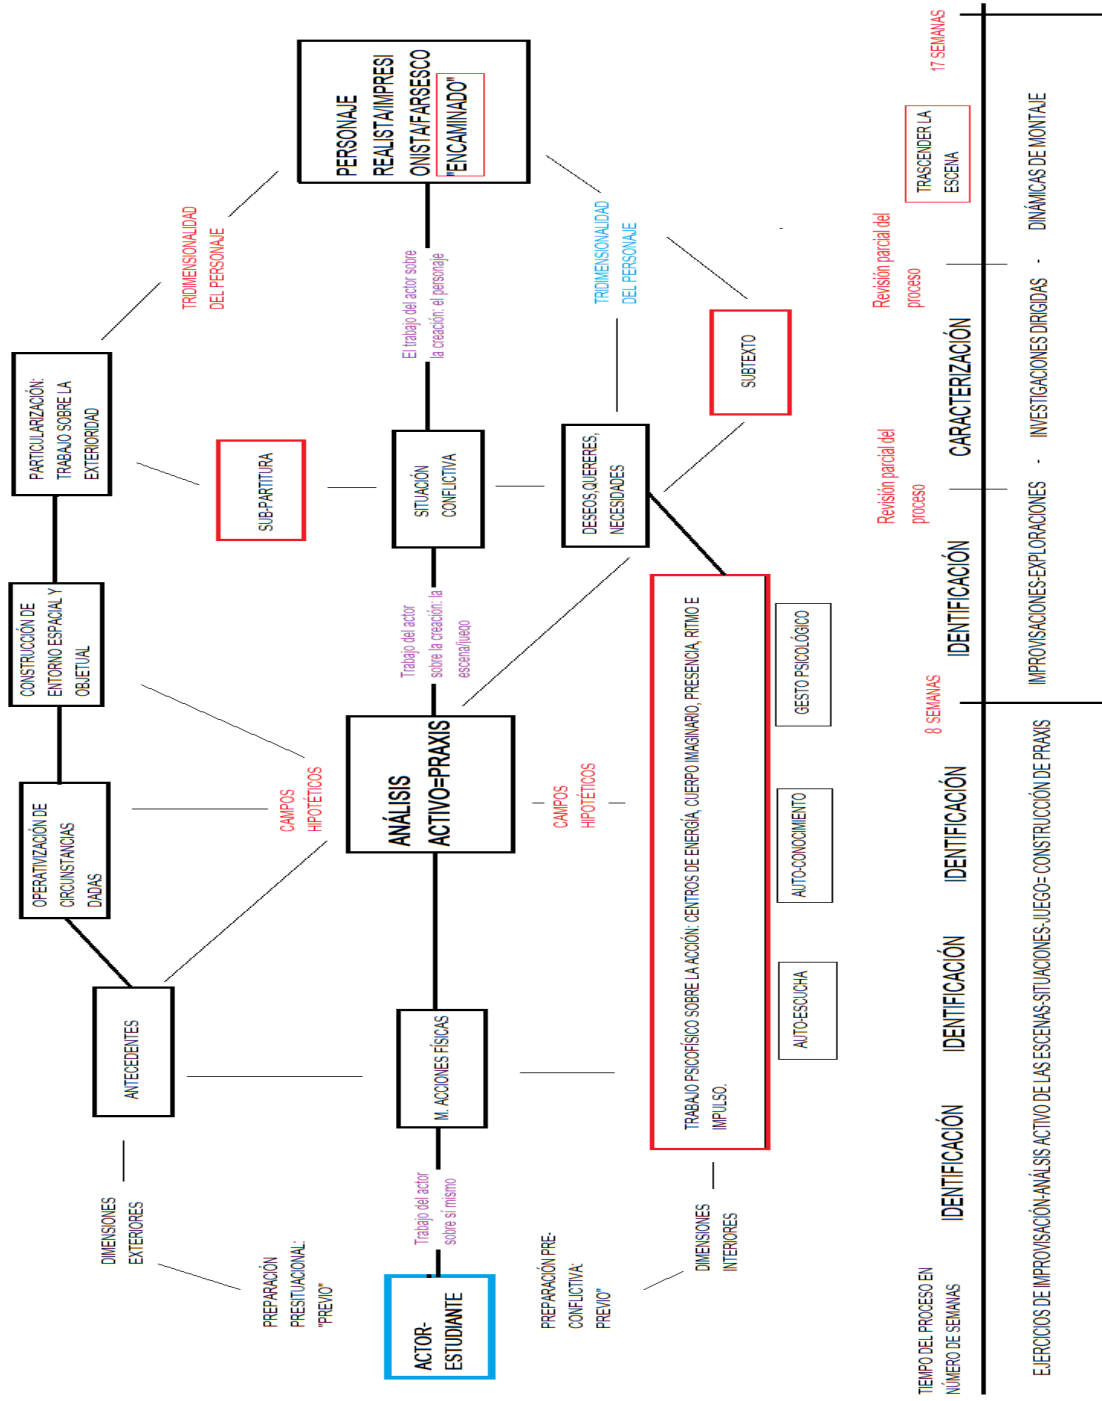 PARTICULARIZACIÓN:
TRABAJO SOBRE LA
EXTERIORIDAD
CONSTRUCCIÓN DE
ENTORNO ESPACIAL Y
OBJETUAL
OPERATIVIZACIÓN DE
CIRCUNSTANCIAS
DADAS
ANTECEDENTES
DIMENSIONES
EXTERIORES
TRIDIMENSIONALIDAD
DEL PERSONAJE
SUB-PARTITURA
CAMPOS
HIPOTÉTICOS
PREPARACIÓN
PRESITUACIONAL:
"PREVIO"
ACTOR-
ESTUDIANTE
Trabajo del actor
sobre sí mismo
M. ACCIONES FÍSICAS
ANÁLISIS
ACTIVO=PRAXIS
Trabajo del actor
sobre la creación: la
escena/juego
SITUACIÓN
CONFLICTIVA
El trabajo del actor sobre
la creación: el personaje
PERSONAJE
REALISTA/IMPRESI
ONISTA/FARSESCO
"ENCAMINADO"
PREPARACIÓN PRE-
CONFLICTIVA:
PREVIO"
CAMPOS
HIPOTÉTICOS
DESEOS,QUERERES,
NECESIDADES
TRIDIMENSIONALIDAD
DEL PERSONAJE
DIMENSIONES
INTERIORES
TRABAJO PSICOFÍSICO SOBRE LA ACCIÓN: CENTROS DE ENERGÍA, CUERPO IMAGINARIO, PRESENCIA, RITMO E
IMPULSO.
SUBTEXTO
AUTO-ESCUCHA
AUTO-CONOCIMIENTO
GESTO PSICOLÓGICO
TIEMPO DEL PROCESO EN
NÚMERO DE SEMANAS
8 SEMANAS
Revisión parcial del
proceso
Revisión parcial del
proceso
TRASCENDER LA
ESCENA
17 SEMANAS
IDENTIFICACIÓN
IDENTIFICACIÓN
IDENTIFICACIÓN
IDENTIFICACIÓN
CARACTERIZACIÓN
EJERCICIOS DE IMPROVISACIÓN-ANÁLSIS ACTIVO DE LAS ESCENAS-SITUACIONES-JUEGO= CONSTRUCCIÓN DE PRAXIS
IMPROVISACIONES-EXPLORACIONES - INVESTIGACIONES DIRIGIDAS - DINÁMICAS DE MONTAJE